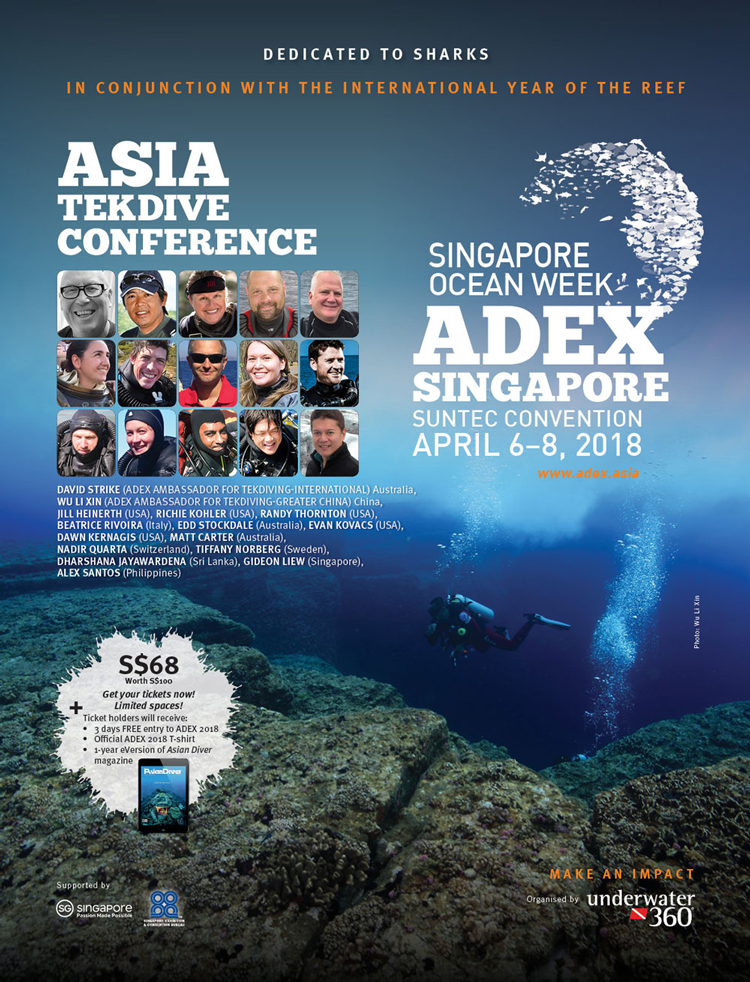 DEDICATED TO SHARKS
IN CONJUNCTION WITH THE INTERNATIONAL YEAR OF THE REEF
ASIA
TEKDIVE
CONFERENCE
SINGAPORE
OCEAN WEEK
ADEX
SINGAPORE
SUNTEC CONVENTION
APRIL 6–8, 2018
www.adex.asia
DAVID STRIKE (ADEX AMBASSADOR FOR TEKDIVING-INTERNATIONAL) Australia,
WU LI XIN (ADEX AMBASSADOR FOR TEKDIVING-GREATER CHINA) China,
JILL HEINERTH (USA), RICHIE KOHLER (USA), RANDY THORNTON (USA),
BEATRICE RIVOIRA (Italy), EDD STOCKDALE (Australia), EVAN KOVACS (USA),
DAWN KERNAGIS (USA), MATT CARTER (Australia),
NADIR QUARTA (Switzerland), TIFFANY NORBERG (Sweden),
DHARSHANA JAYAWARDENA (Sri Lanka), GIDEON LIEW (Singapore),
ALEX SANTOS (Philippines)
Photo: Wu Li Xin
S$68
Worth S$100
Get your tickets now!
Limited spaces!
+
Ticket holders will receive:
• 3 days FREE entry to ADEX 2018
• Official ADEX 2018 T-shirt
• 1-year eVersion of Asian Diver
magazine
AsianDiver
Supported by
SG Singapore
Passion Made Possible
SINGAPORE EXHIBITION
& CONVENTION BUREAU
MAKE AN IMPACT
Organised by underwater
360°